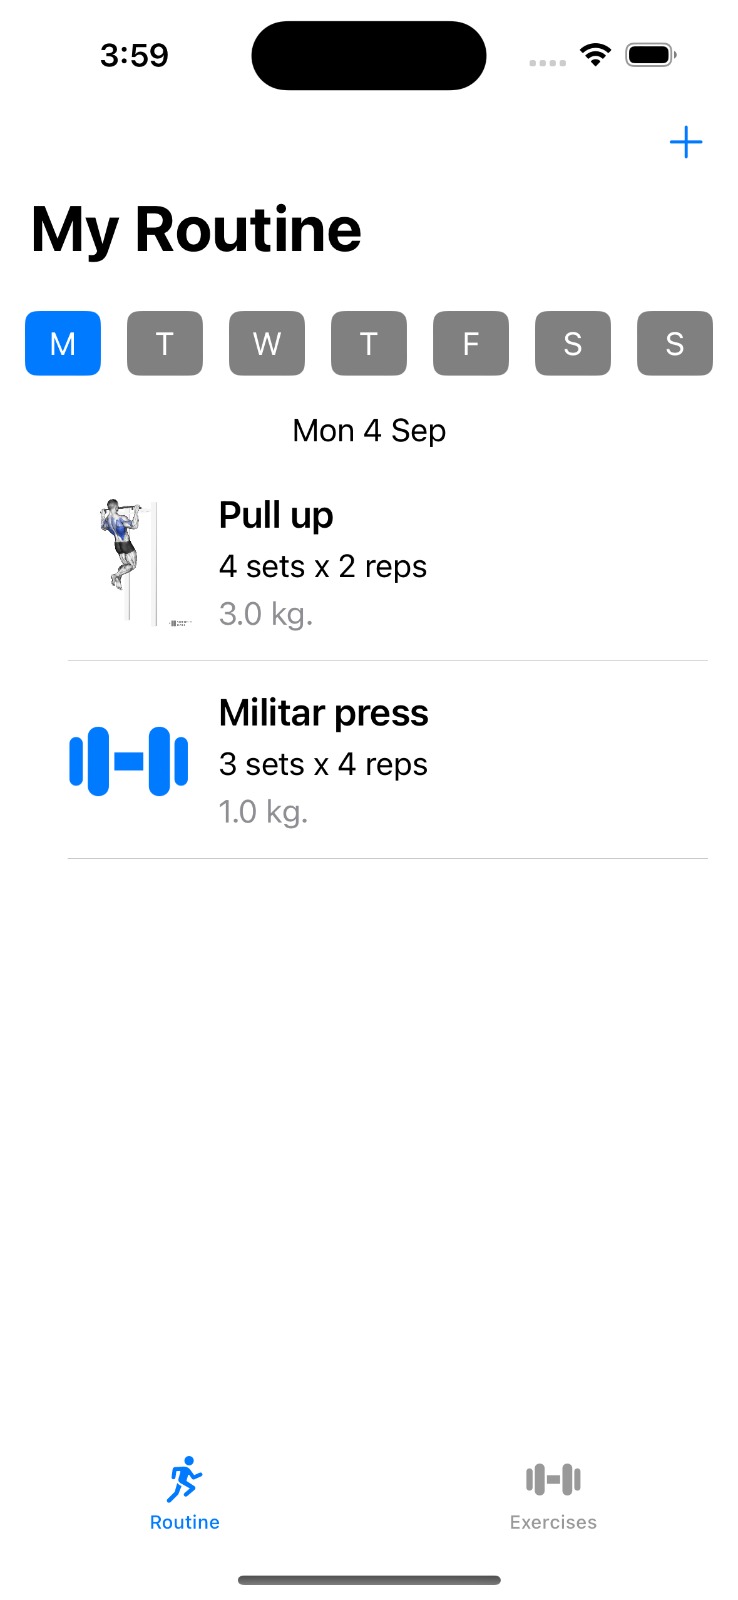 3:59
My Routine
M T W T F S S
Mon 4 Sep
Pull up
4 sets x 2 reps
3.0 kg.
Militar press
3 sets x 4 reps
1.0 kg.
Routine
Exercises